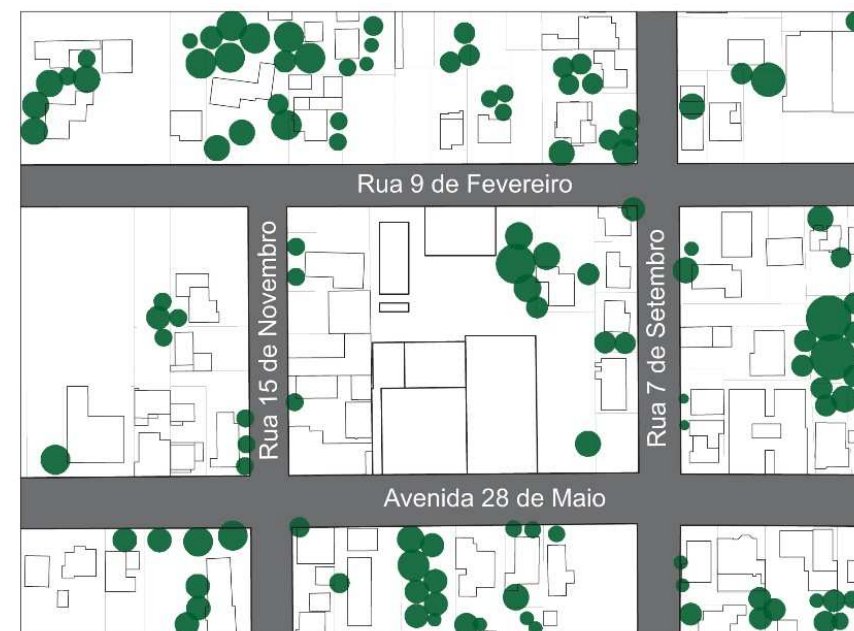 Rua 9 de Fevereiro
Rua 15 de Novembro
Rua 7 de Setembro
Avenida 28 de Maio